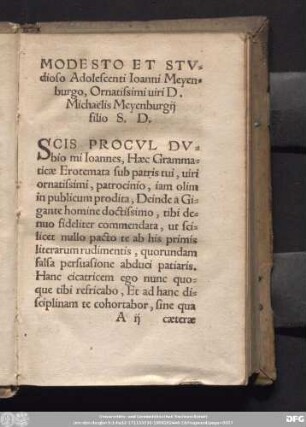 MODESTO ET STV-
dioso Adolescenti Ioanni Meyen-
burgo, Ornatissimi uiri D.
Michaëlis Meyenburgij
filio S. D.
SCIS PROCVL DV-
bio mi Ioannes, Hæc Gramma-
ticæ Erotemata sub patris tui, uiri
ornatissimi, patrocinio, iam olim
in publicum prodita, Deinde a Gi-
gante homine doctissimo, tibi de-
nuo fideliter commendata, ut sci-
licet nullo pacto te ab his primis
literarum rudimentis, quorundam
falsa persuasione abduci patiaris.
Hanc cicatricem ego nunc quo-
que tibi refricabo, Et ad hanc di-
sciplinam te cohortabor, sine qua
A ij cæteræ
DFG